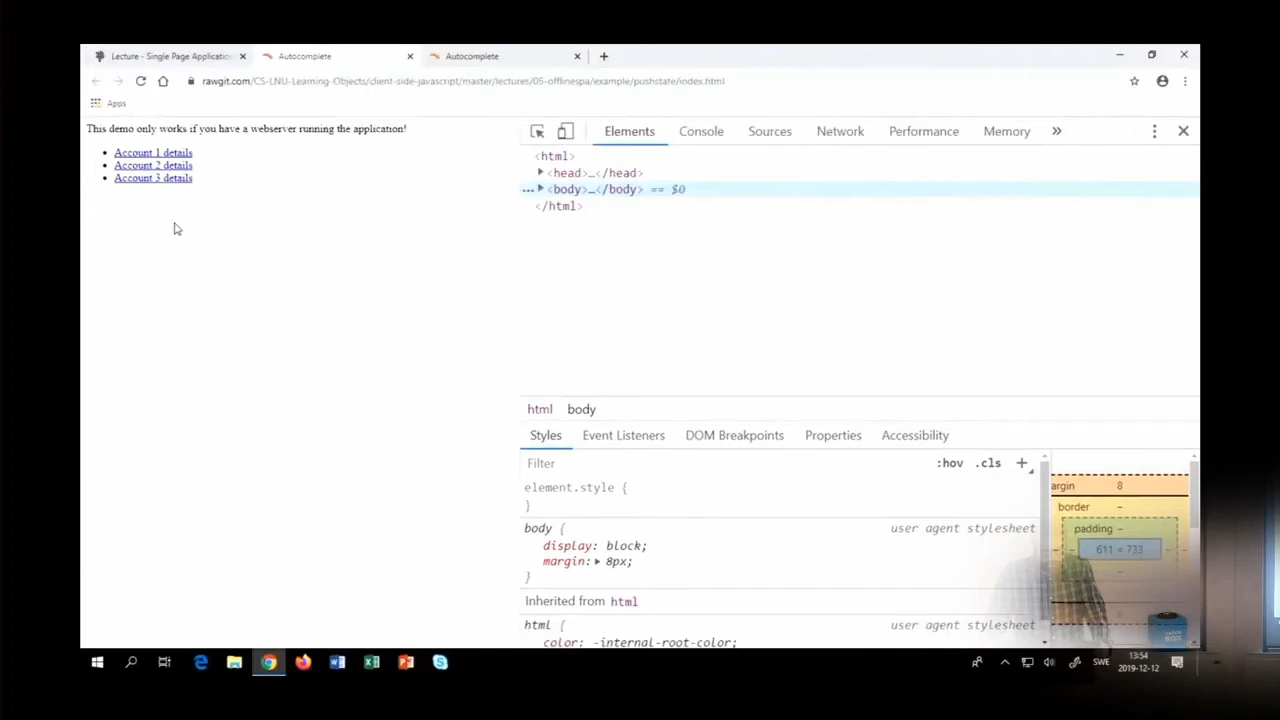 Lecture - Single Page Applicatio
Autocomplete
Autocomplete
rawgit.com/CS-LNU-Learning-Objects/client-side-javascript/master/lectures/05-offlinespa/example/pushstate/index.html
Apps
This demo only works if you have a webserver running the application!
Account 1 details
Account 2 details
Account 3 details
Elements Console Sources Network Performance Memory »
<html>
<head>…</head>
… <body>…</body> == $0
</html>
html body
Styles Event Listeners DOM Breakpoints Properties Accessibility
Filter :hov .cls +
element.style {
}
body { user agent stylesheet
display: block;
margin: 8px;
}
Inherited from html
html { user agent stylesheet
color: -internal-root-color;
argin 8
border –
padding –
611 × 733
SWE
13:54
2019-12-12